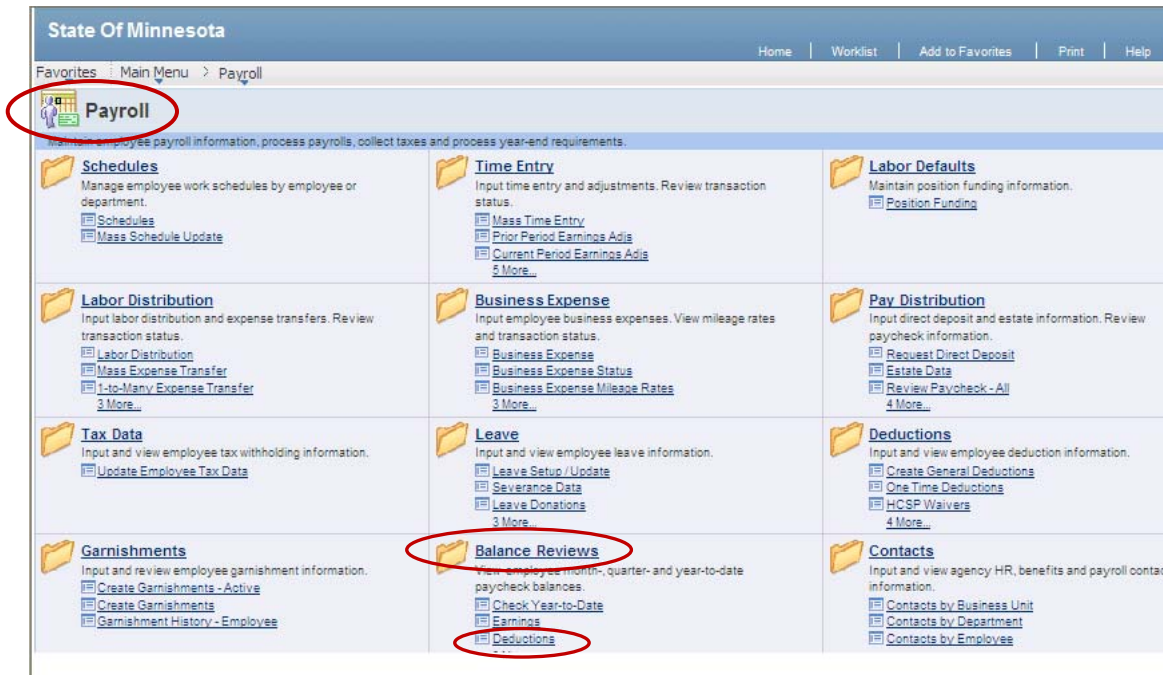 State Of Minnesota
Home | Worklist | Add to Favorites | Print | Help
Favorites Main Menu > Payroll
Payroll
Maintain employee payroll information, process payrolls, collect taxes and process year-end requirements.
Schedules
Manage employee work schedules by employee or
department.
Schedules
Mass Schedule Update
Time Entry
Input time entry and adjustments. Review transaction
status.
Mass Time Entry
Prior Period Earnings Adjs
Current Period Earnings Adjs
5 More...
Labor Defaults
Maintain position funding information.
Position Funding
Labor Distribution
Input labor distribution and expense transfers. Review
transaction status.
Labor Distribution
Mass Expense Transfer
1-to-Many Expense Transfer
3 More...
Business Expense
Input employee business expenses. View mileage rates
and transaction status.
Business Expense
Business Expense Status
Business Expense Mileage Rates
3 More...
Pay Distribution
Input direct deposit and estate information. Review
paycheck information.
Request Direct Deposit
Estate Data
Review Paycheck - All
4 More...
Tax Data
Input and view employee tax withholding information.
Update Employee Tax Data
Leave
Input and view employee leave information.
Leave Setup / Update
Severance Data
Leave Donations
3 More...
Deductions
Input and view employee deduction information.
Create General Deductions
One Time Deductions
HCSP Waivers
4 More...
Garnishments
Input and review employee garnishment information.
Create Garnishments - Active
Create Garnishments
Garnishment History - Employee
Balance Reviews
View employee month-, quarter- and year-to-date
paycheck balances.
Check Year-to-Date
Earnings
Deductions
Contacts
Input and view agency HR, benefits and payroll contac
information.
Contacts by Business Unit
Contacts by Department
Contacts by Employee